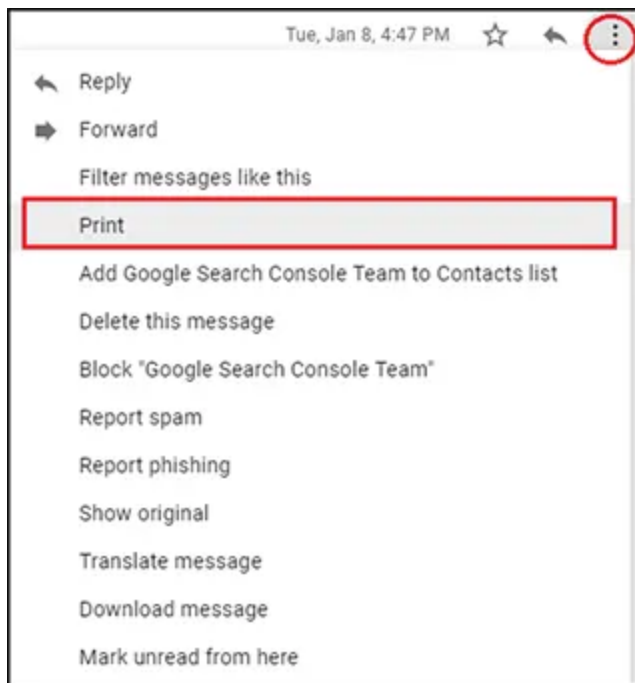 Tue, Jan 8, 4:47 PM
Reply
Forward
Filter messages like this
Print
Add Google Search Console Team to Contacts list
Delete this message
Block "Google Search Console Team"
Report spam
Report phishing
Show original
Translate message
Download message
Mark unread from here